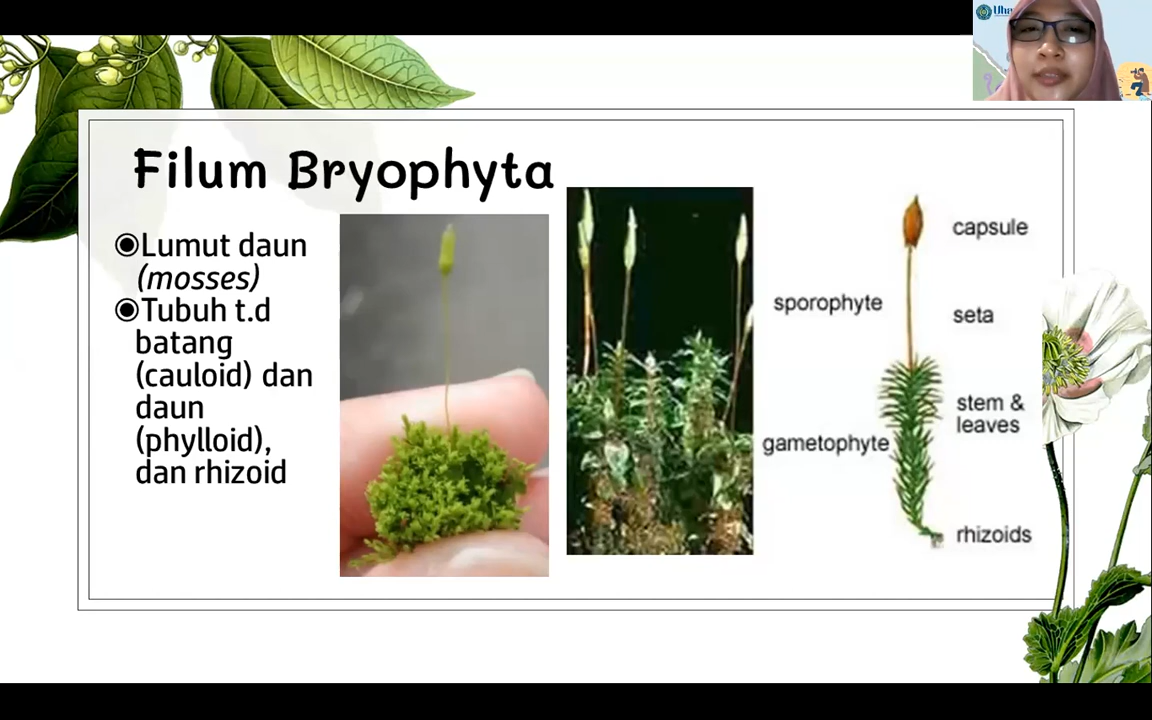 Filum Bryophyta
◉Lumut daun
(mosses)
◉Tubuh t.d
batang
(cauloid) dan
daun
(phylloid),
dan rhizoid
capsule
sporophyte
seta
stem &
leaves
gametophyte
rhizoids